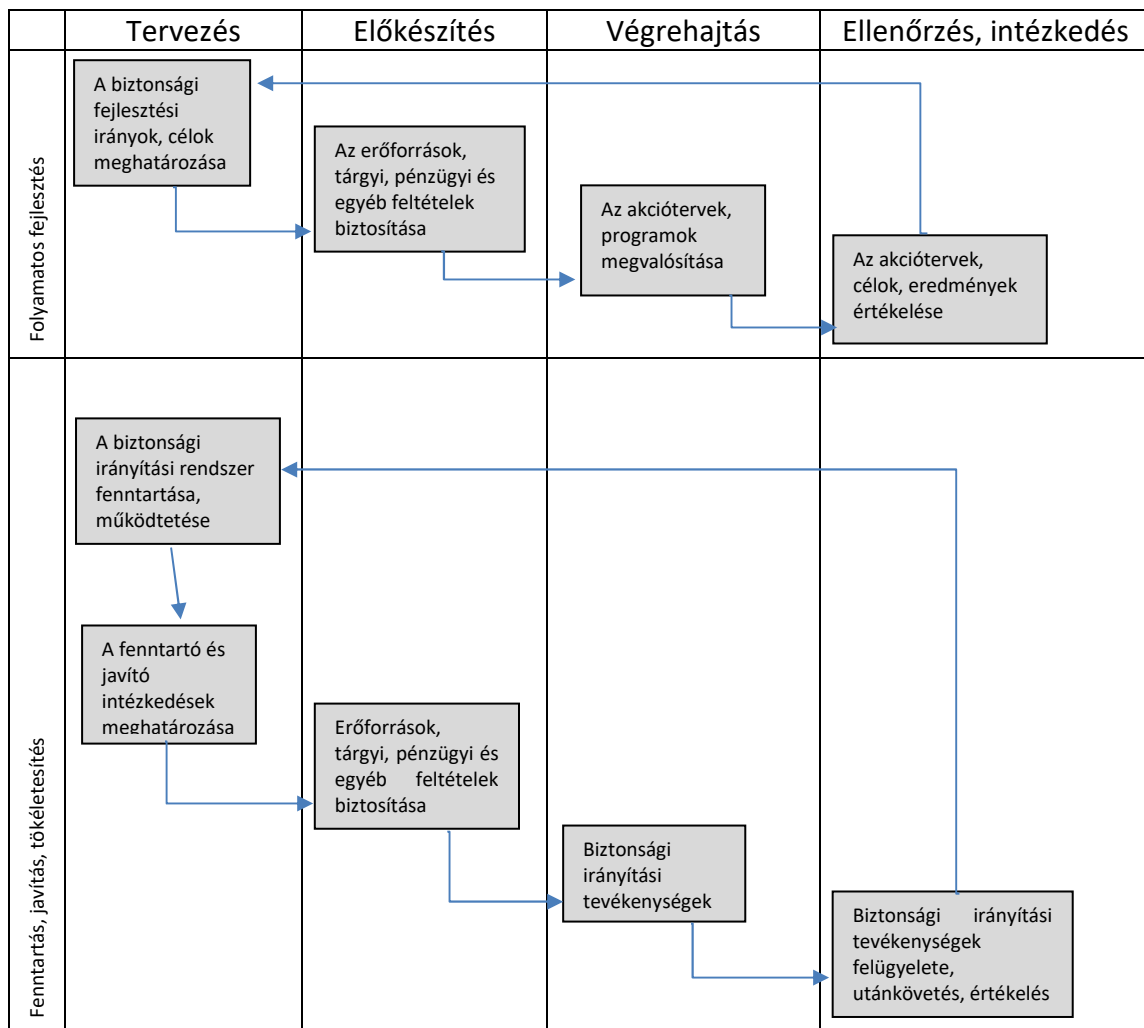 Tervezés
Előkészítés
Végrehajtás
Ellenőrzés, intézkedés
Folyamatos fejlesztés
A biztonsági
fejlesztési
irányok, célok
meghatározása
Az erőforrások,
tárgyi, pénzügyi és
egyéb feltételek
biztosítása
Az akciótervek,
programok
megvalósítása
Az akciótervek,
célok, eredmények
értékelése
Fenntartás, javítás, tökéletesítés
A biztonsági
irányítási rendszer
fenntartása,
működtetése
A fenntartó és
javító
intézkedések
meghatározása
Erőforrások,
tárgyi, pénzügyi és
egyéb feltételek
biztosítása
Biztonsági
irányítási
tevékenységek
Biztonsági irányítási
tevékenységek
felügyelete,
utánkövetés, értékelés